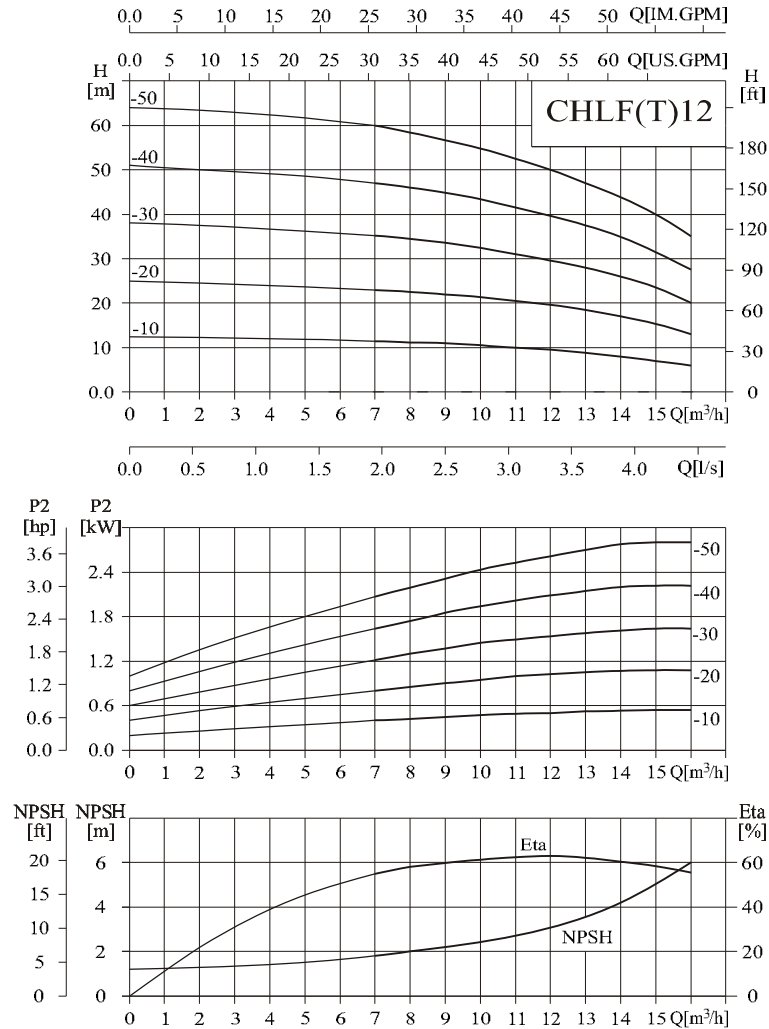 0.0 5 10 15 20 25 30 35 40 45 50 Q[IM.GPM]
0.0 5 10 15 20 25 30 35 40 45 50 55 60 Q[US.GPM]
H
[m]
H
[ft]
CHLF(T)12
-50
60
180
-40
50
150
-30
40
120
30
90
-20
20
60
-10
10
30
0.0
0
0 1 2 3 4 5 6 7 8 9 10 11 12 13 14 15 Q[m³/h]
0.0 0.5 1.0 1.5 2.0 2.5 3.0 3.5 4.0 Q[l/s]
P2
[hp]
P2
[kW]
3.6
-50
3.0
2.4
-40
2.4
1.8
-30
1.8
1.2
-20
1.2
0.6
-10
0.6
0.0
0.0
0 1 2 3 4 5 6 7 8 9 10 11 12 13 14 15 Q[m³/h]
NPSH
[ft]
NPSH
[m]
Eta
[%]
Eta
20
6
60
15
4
40
10
NPSH
2
20
5
0
0
0
0 1 2 3 4 5 6 7 8 9 10 11 12 13 14 15 Q[m³/h]